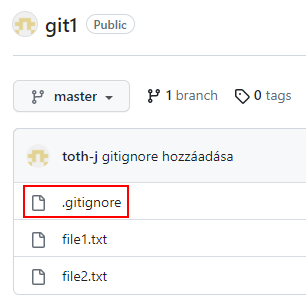 git1 Public
master 1 branch 0 tags
toth-j gitignore hozzáadása
.gitignore
file1.txt
file2.txt